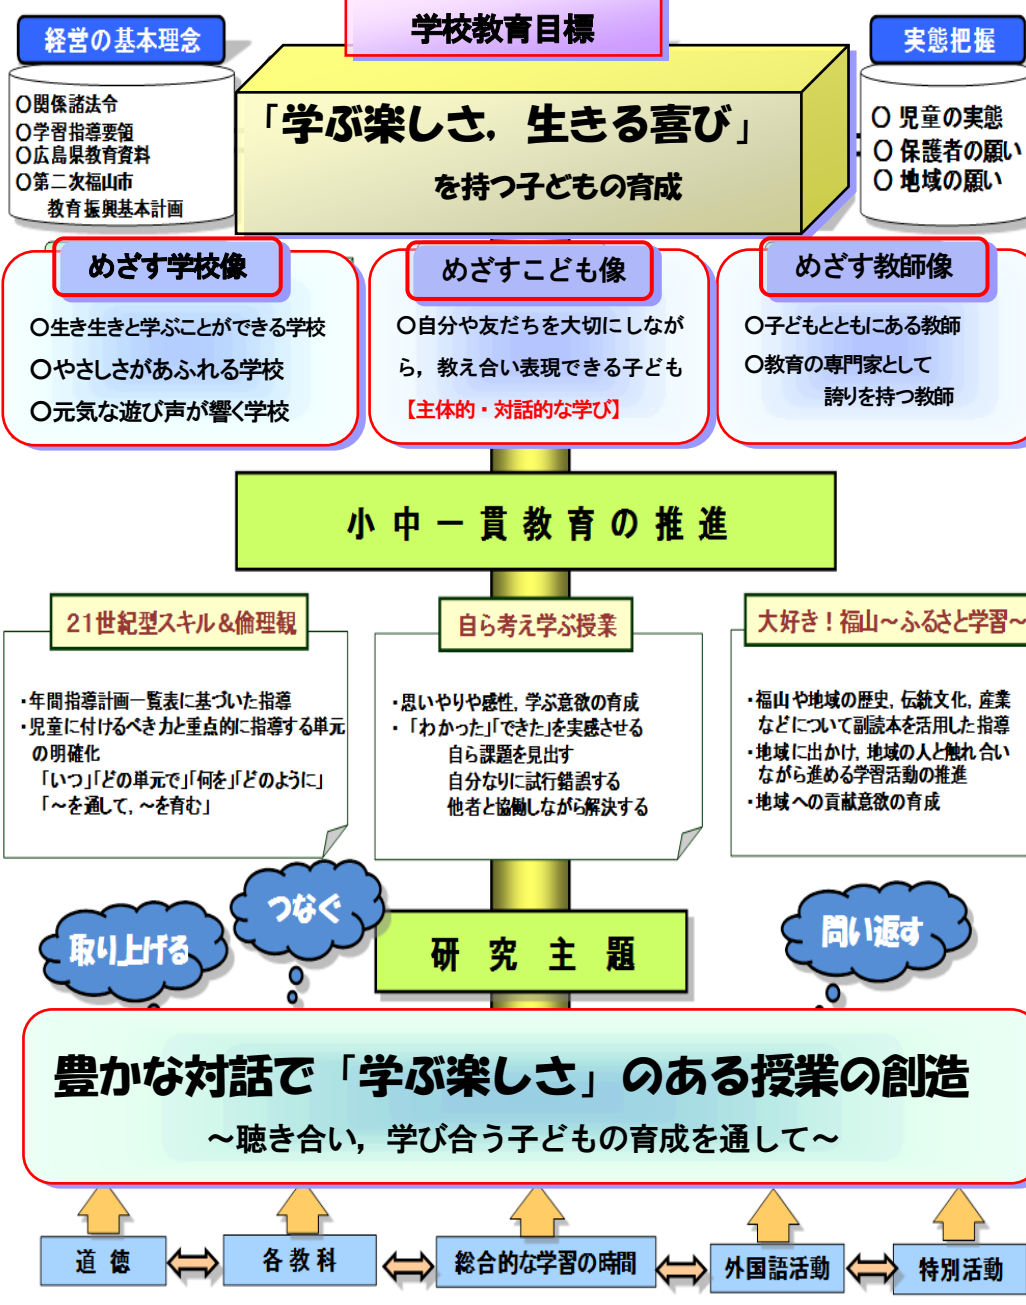 学校教育目標
経営の基本理念
〇関係諸法令
〇学習指導要領
〇広島県教育資料
〇第二次福山市
教育振興基本計画
「学ぶ楽しさ，生きる喜び」
を持つ子どもの育成
実態把握
〇 児童の実態
〇 保護者の願い
〇 地域の願い
めざす学校像
〇生き生きと学ぶことができる学校
〇やさしさがあふれる学校
〇元気な遊び声が響く学校
めざすこども像
〇自分や友だちを大切にしなが
ら，教え合い表現できる子ども
【主体的・対話的な学び】
めざす教師像
〇子どもとともにある教師
〇教育の専門家として
誇りを持つ教師
小中一貫教育の推進
21世紀型スキル＆倫理観
・年間指導計画一覧表に基づいた指導
・児童に付けるべき力と重点的に指導する単元
の明確化
「いつ」「どの単元で」「何を」「どのように」
「～を通して，～を育む」
自ら考え学ぶ授業
・思いやりや感性，学ぶ意欲の育成
・「わかった」「できた」を実感させる
自ら課題を見出す
自分なりに試行錯誤する
他者と協働しながら解決する
大好き！福山～ふるさと学習～
・福山や地域の歴史，伝統文化，産業
などについて副読本を活用した指導
・地域に出かけ，地域の人と触れ合い
ながら進める学習活動の推進
・地域への貢献意欲の育成
取り上げる
つなぐ
問い返す
研究主題
豊かな対話で「学ぶ楽しさ」のある授業の創造
～聴き合い，学び合う子どもの育成を通して～
道徳
各教科
総合的な学習の時間
外国語活動
特別活動